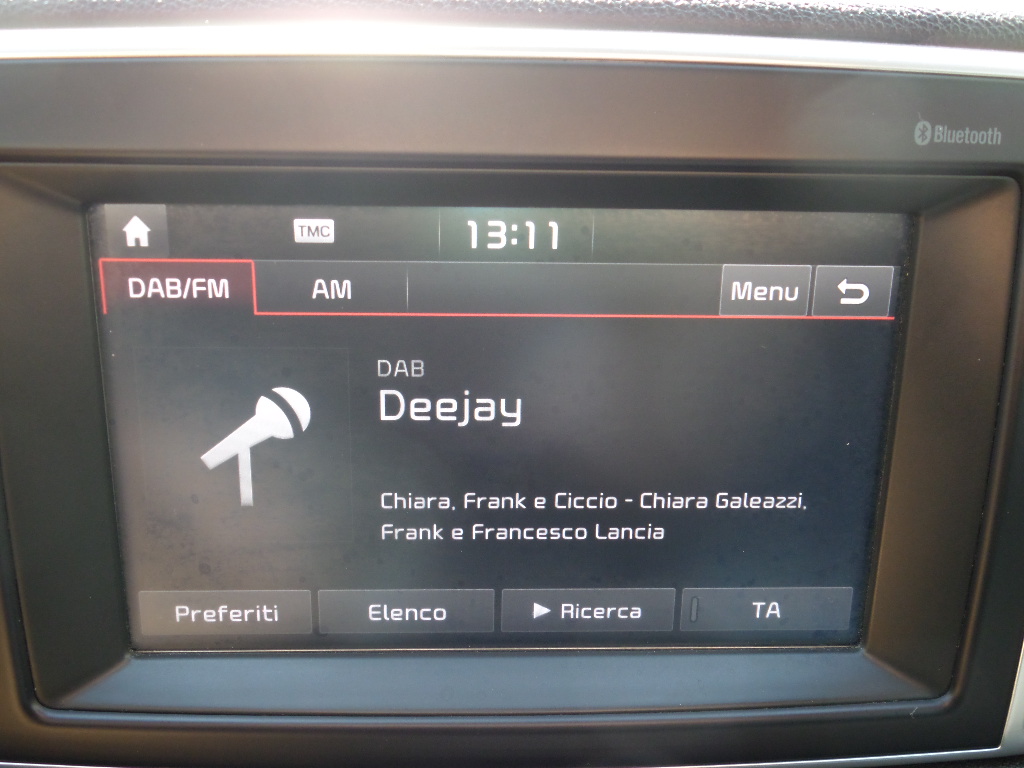 Bluetooth
TMC
13:11
DAB/FM
AM
Menu
DAB
Deejay
Chiara, Frank e Ciccio - Chiara Galeazzi,
Frank e Francesco Lancia
Preferiti
Elenco
Ricerca
TA